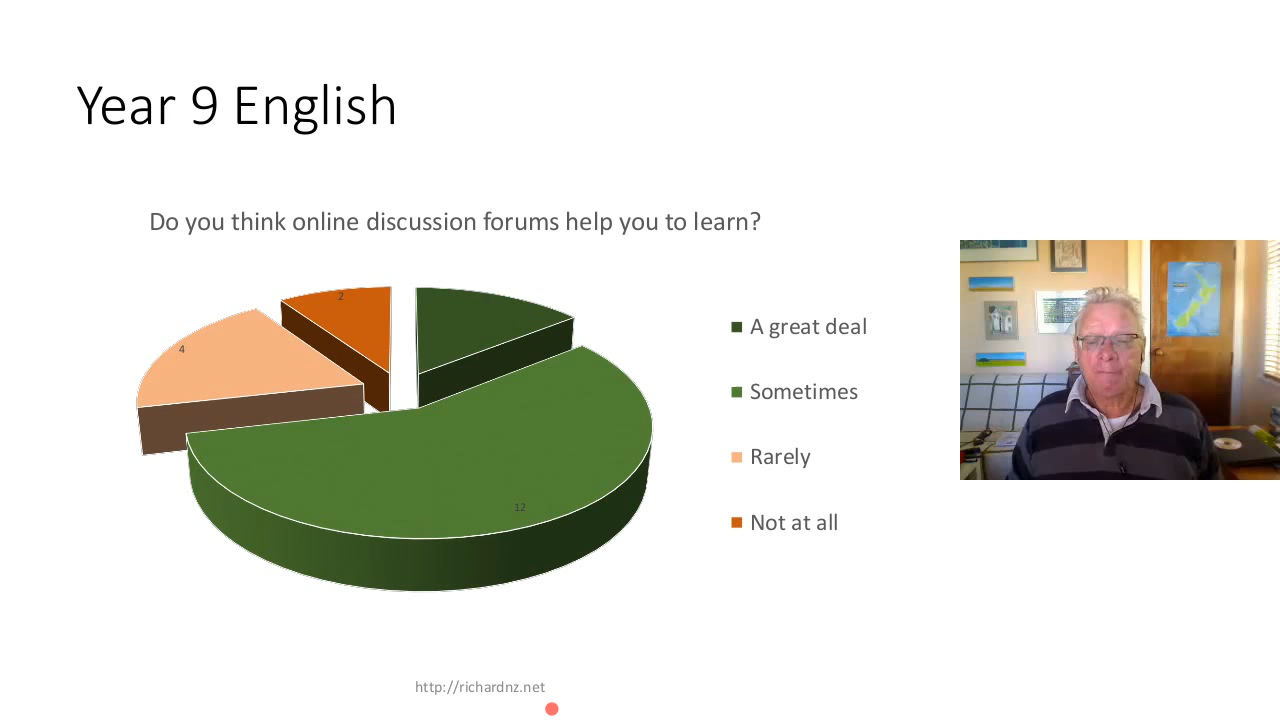 Year 9 English
Do you think online discussion forums help you to learn?
2
4
12
A great deal
Sometimes
Rarely
Not at all
http://richardnz.net